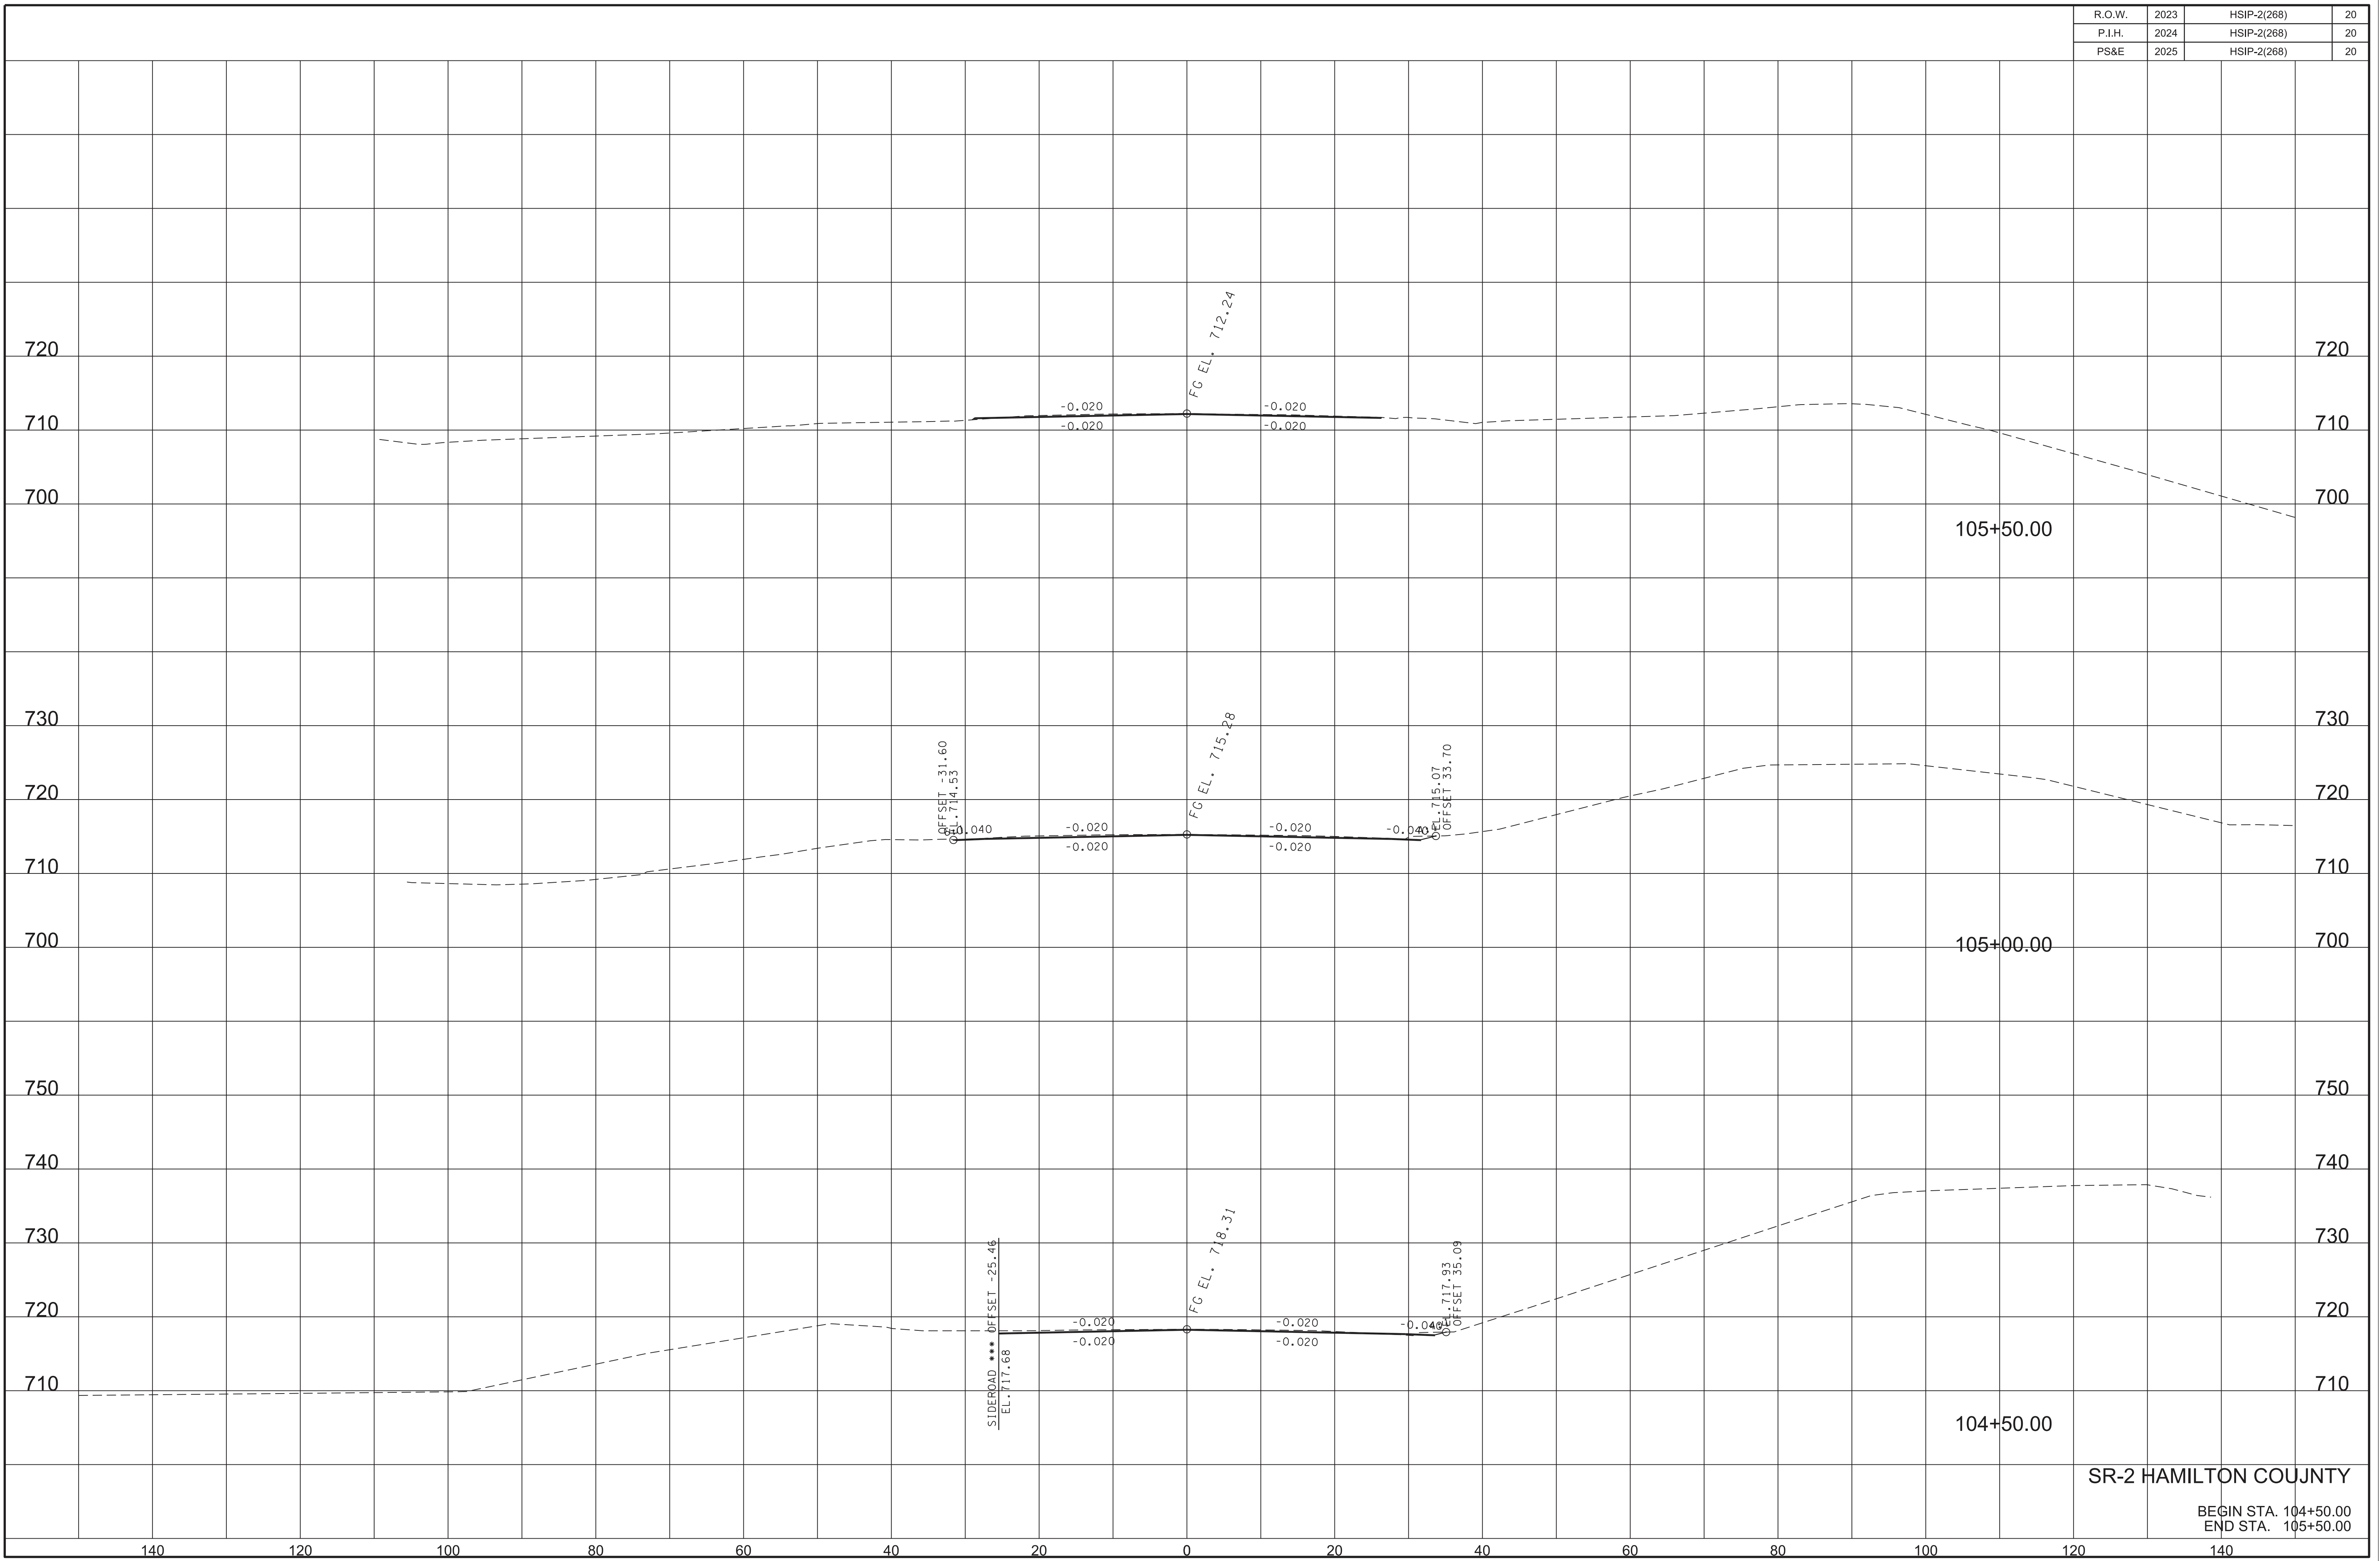 R.O.W. 2023 HSIP-2(268) 20
P.I.H. 2024 HSIP-2(268) 20
PS&E 2025 HSIP-2(268) 20
FG EL. 712.24
720 720
-0.020 -0.020
710 710
-0.020 -0.020
700 700
105+50.00
730 730
FG EL. 715.28
OFFSET -31.60
EL.714.53
EL.715.07
OFFSET 33.70
720 720
-0.040 -0.020 -0.020 -0.040
-0.020 -0.020
710 710
700 700
105+00.00
750 750
740 740
730 730
FG EL. 718.31
SIDEROAD *** OFFSET -25.46
EL.717.68
EL.717.93
OFFSET 35.09
720 720
-0.020 -0.020 -0.040
-0.020 -0.020
710 710
104+50.00
SR-2 HAMILTON COUJNTY
BEGIN STA. 104+50.00
END STA. 105+50.00
140 120 100 80 60 40 20 0 20 40 60 80 100 120 140